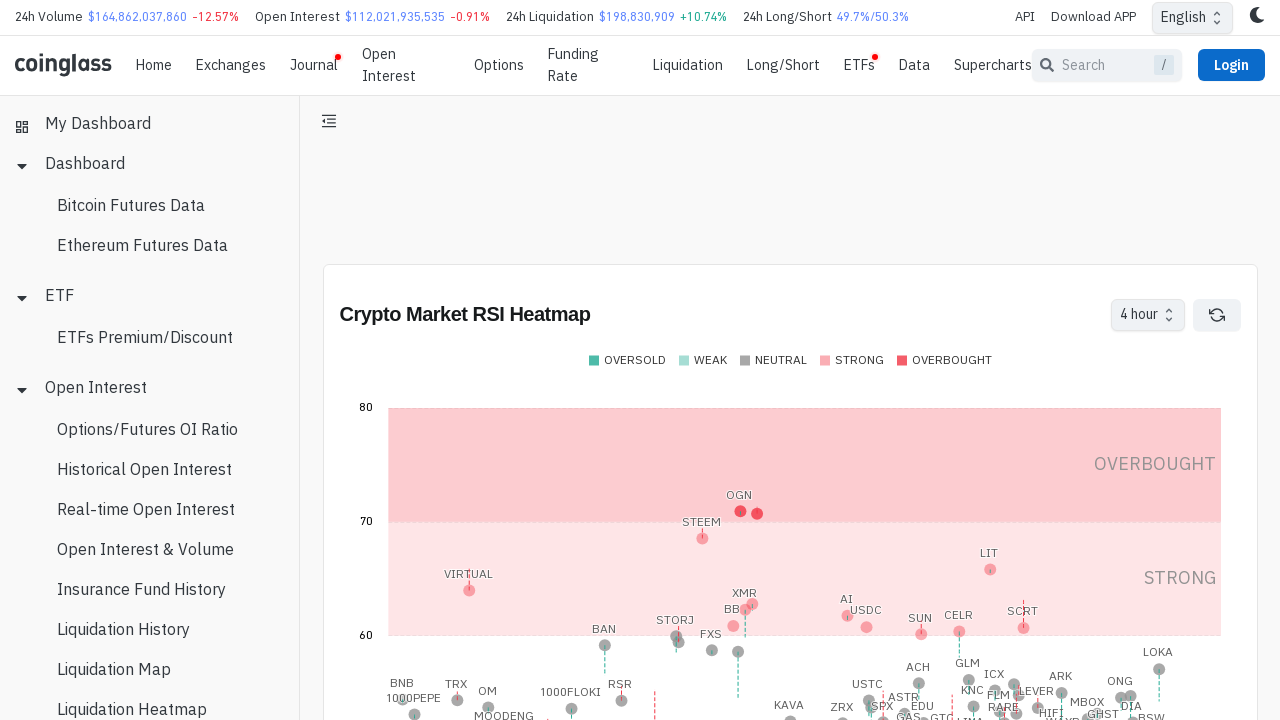 24h Volume $164,862,037,860 -12.57% Open Interest $112,021,935,535 -0.91% 24h Liquidation $198,830,909 +10.74% 24h Long/Short 49.7%/50.3% API Download APP English
coinglass Home Exchanges Journal Open Interest Options Funding Rate Liquidation Long/Short ETFs Data Supercharts Search / Login
My Dashboard
Dashboard
Bitcoin Futures Data
Ethereum Futures Data
ETF
ETFs Premium/Discount
Open Interest
Options/Futures OI Ratio
Historical Open Interest
Real-time Open Interest
Open Interest & Volume
Insurance Fund History
Liquidation History
Liquidation Map
Liquidation Heatmap
Crypto Market RSI Heatmap 4 hour
OVERSOLD WEAK NEUTRAL STRONG OVERBOUGHT
80
OVERBOUGHT
OGN
70 STEEM
LIT
VIRTUAL STRONG
XMR AI
BB USDC SCRT
STORJ SUN CELR
BAN FXS
60
LOKA
ACH GLM
ICX ARK
BNB TRX RSR USTC ONG
1000PEPE OM 1000FLOKI ASTR KNC FLM LEVER
KAVA ZRX SPX EDU RARE MBOX
MOODENG GAS GTC HIFI GHST DIA
BSW